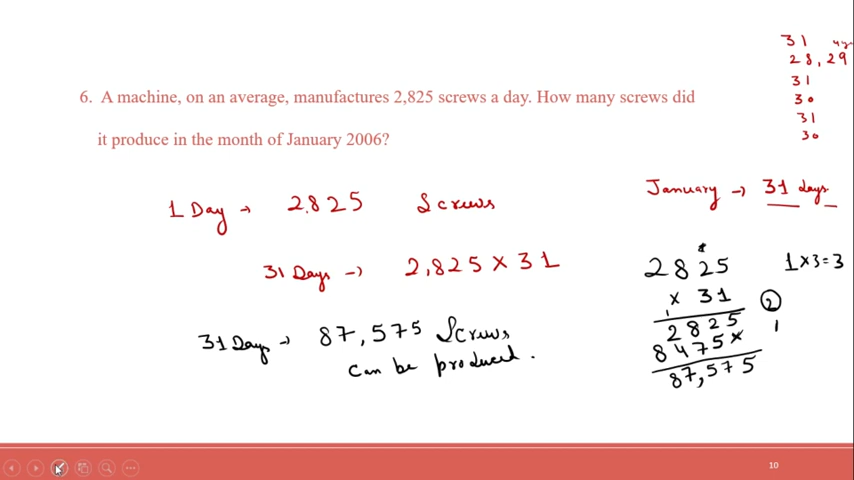 31
28, 29
31
30
31
30
6. A machine, on an average, manufactures 2,825 screws a day. How many screws did
it produce in the month of January 2006?
January → 31 days
1 Day → 2825 Screws
31 Days → 2,825 × 31
31 Days → 87,575 Screws
can be produced.
2825
× 31
2825
8475×
87,575
1 × 3 = 3
2
1
10